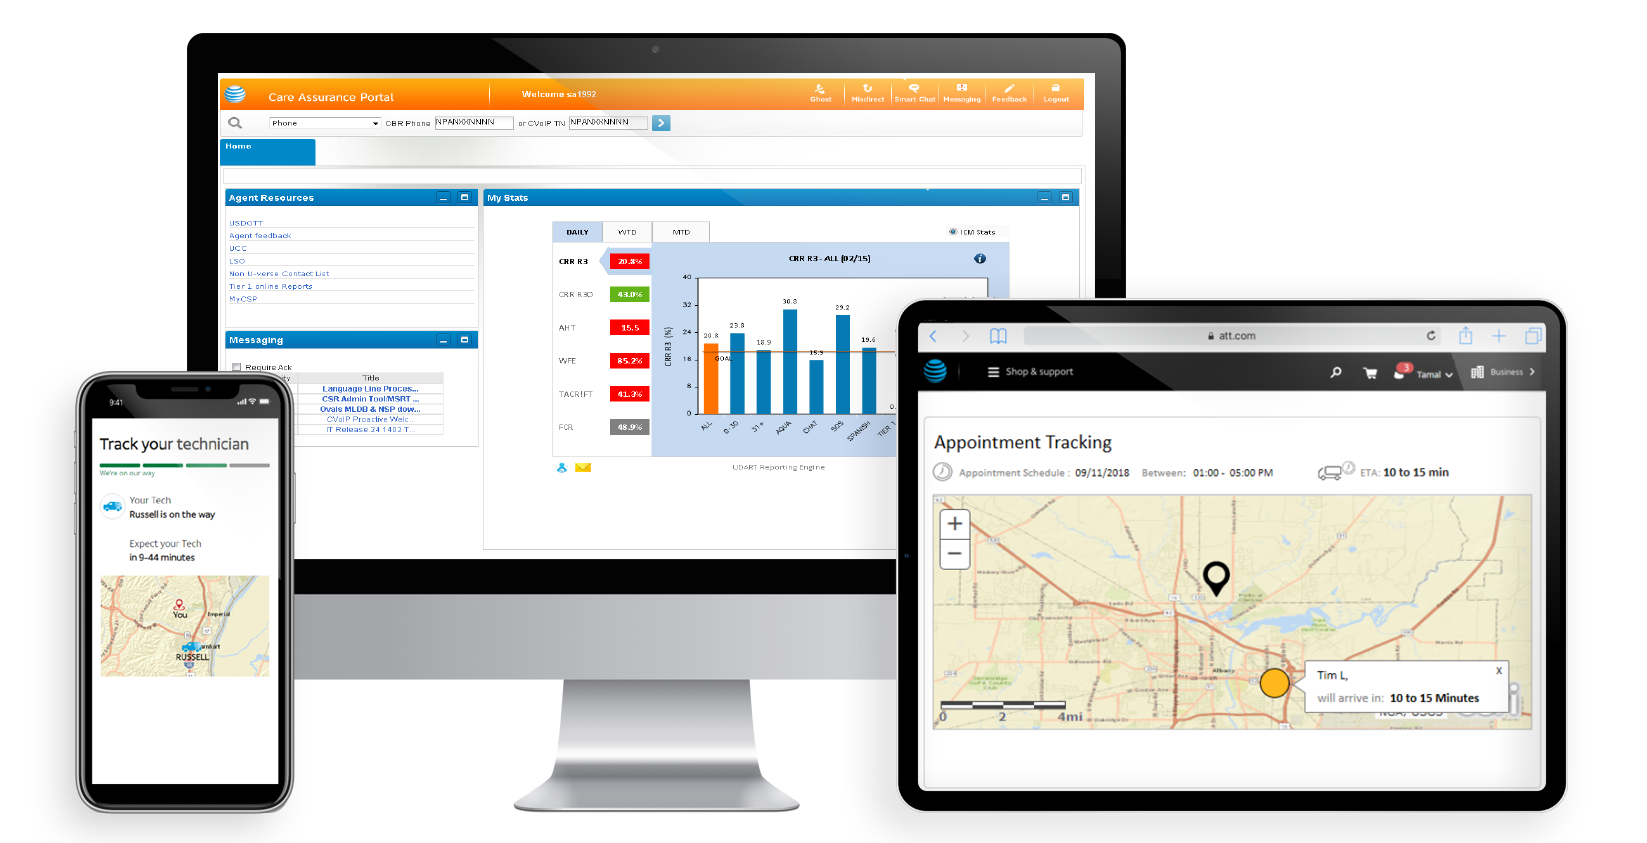 Care Assurance Portal
Welcome sa1992
Ghost Misdirect Smart Chat Messaging Feedback Logout
Phone CBR Phone NPANXXNNNN or CVoIP TN NPANXXNNNN
Home
Agent Resources
USDOTT
Agent feedback
UCC
LSO
Non U-verse Contact List
Tier 1 online Reports
MyCSP
Messaging
Require Ack
Title
Language Line Proces...
CSR Admin Tool/MSRT ...
Ovals MLDB & NSP dow...
CVoIP Proactive Welc...
IT Release 24 1402 T...
My Stats
DAILY WTD MTD
ICM Stats
CRR R3 20.8%
CRR R30 43.0%
AHT 15.5
WFE 85.2%
TACR!FT 41.3%
FCR 48.9%
CRR R3 - ALL (02/15)
CRR R3 (%)
40
32
24
16
8
0
20.8 23.8 18.9 30.8 15.9 29.2 19.6 0.
GOAL
ALL 0-30 31+ AQUA CHAT SOS SPANISH TIER 1
UDART Reporting Engine
9:41
Track your technician
We're on our way
Your Tech
Russell is on the way
Expect your Tech
in 9-44 minutes
You
Imperial
arnhart
RUSSELL
att.com
Shop & support
3
Tamal
Business
Appointment Tracking
Appointment Schedule : 09/11/2018 Between: 01:00 - 05:00 PM
ETA: 10 to 15 min
+
−
Albany
Tim L, X
will arrive in: 10 to 15 Minutes
0 2 4mi